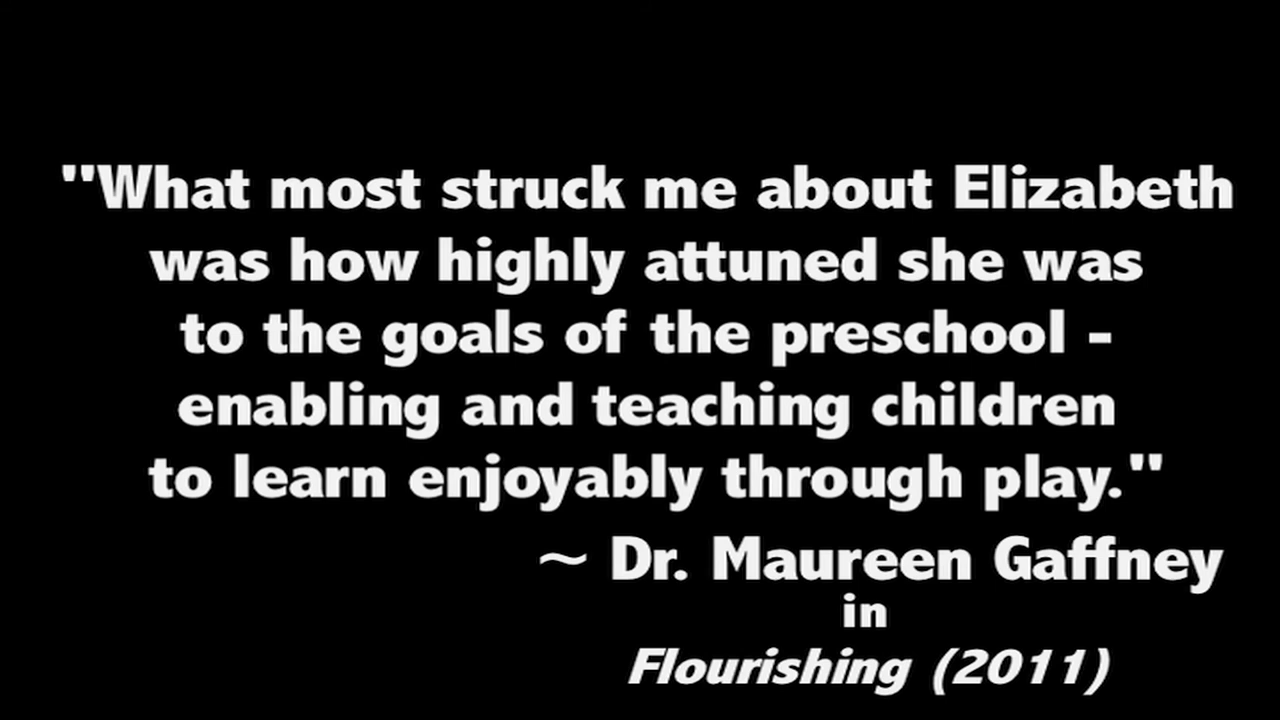 "What most struck me about Elizabeth
was how highly attuned she was
to the goals of the preschool -
enabling and teaching children
to learn enjoyably through play."
~ Dr. Maureen Gaffney
in
Flourishing (2011)